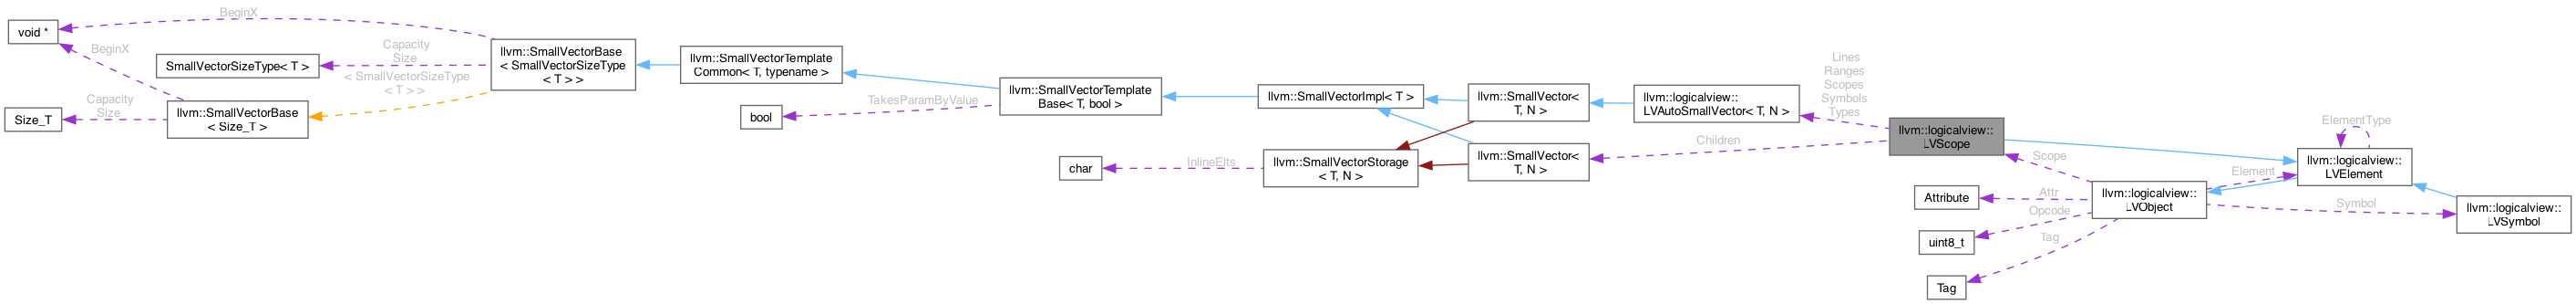 void *
BeginX
BeginX
SmallVectorSizeType< T >
Capacity
Size
< SmallVectorSizeType
< T > >
Size_T
Capacity
Size
llvm::SmallVectorBase
< Size_T >
llvm::SmallVectorBase
< SmallVectorSizeType
< T > >
llvm::SmallVectorTemplate
Common< T, typename >
bool
TakesParamByValue
llvm::SmallVectorTemplate
Base< T, bool >
char
InlineElts
llvm::SmallVectorImpl< T >
llvm::SmallVectorStorage
< T, N >
llvm::SmallVector<
T, N >
llvm::SmallVector<
T, N >
llvm::logicalview::
LVAutoSmallVector< T, N >
Children
Lines
Ranges
Scopes
Symbols
Types
llvm::logicalview::
LVScope
Attribute
uint8_t
Tag
Scope
Attr
Opcode
Tag
llvm::logicalview::
LVObject
Element
Symbol
ElementType
llvm::logicalview::
LVElement
llvm::logicalview::
LVSymbol